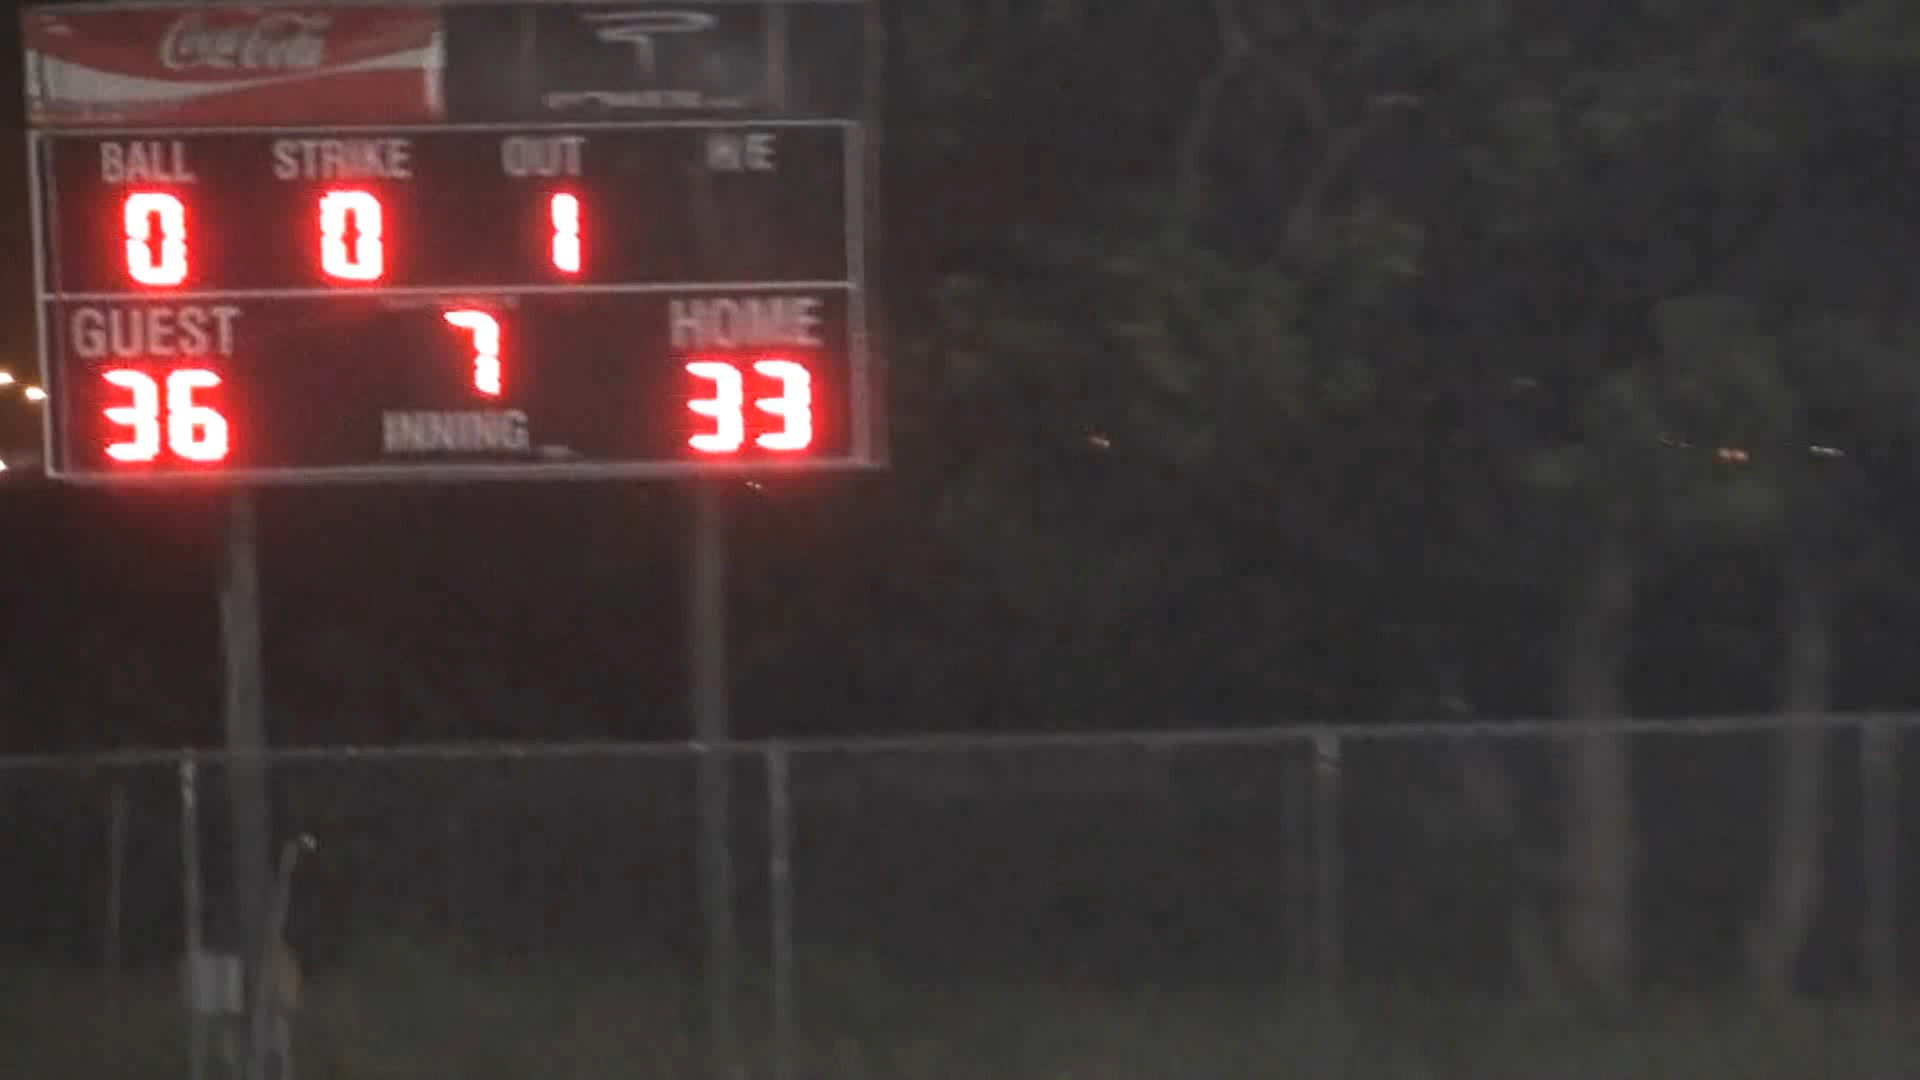 Coca-Cola
BALL STRIKE OUT H/E
0 0 1
GUEST 7 HOME
36 INNING 33